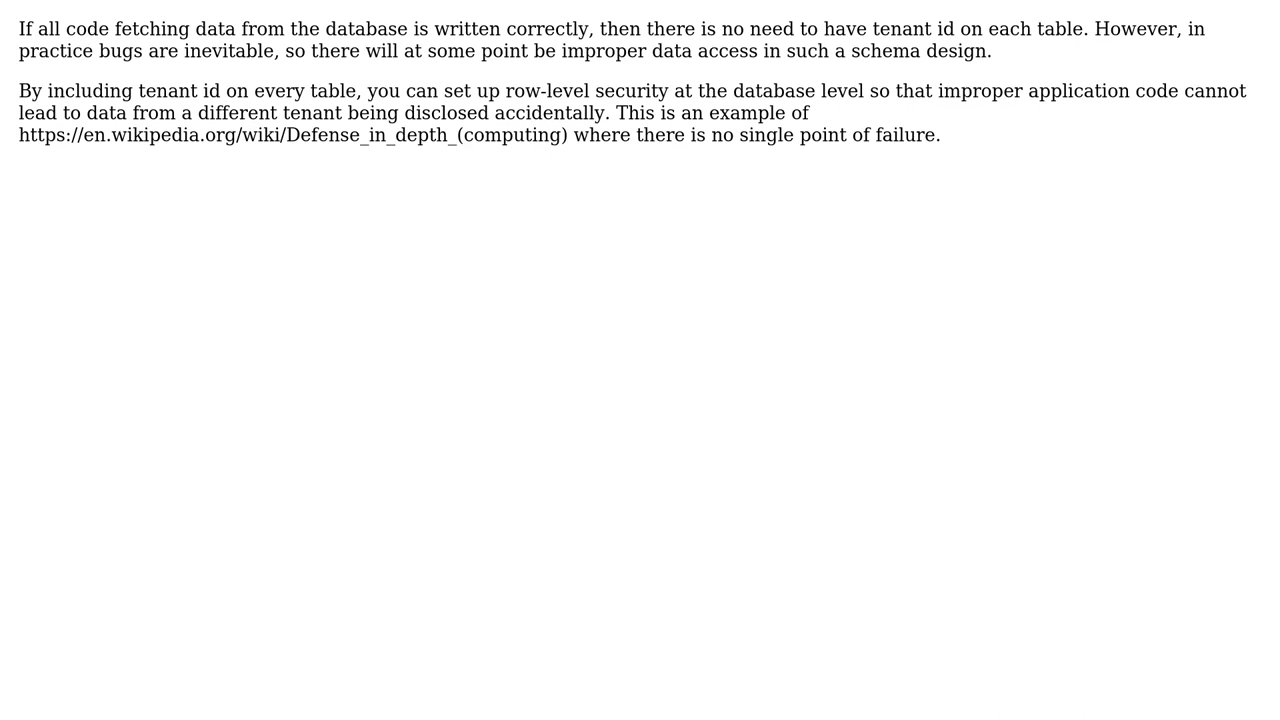 If all code fetching data from the database is written correctly, then there is no need to have tenant id on each table. However, in
practice bugs are inevitable, so there will at some point be improper data access in such a schema design.
By including tenant id on every table, you can set up row-level security at the database level so that improper application code cannot
lead to data from a different tenant being disclosed accidentally. This is an example of
https://en.wikipedia.org/wiki/Defense_in_depth_(computing) where there is no single point of failure.